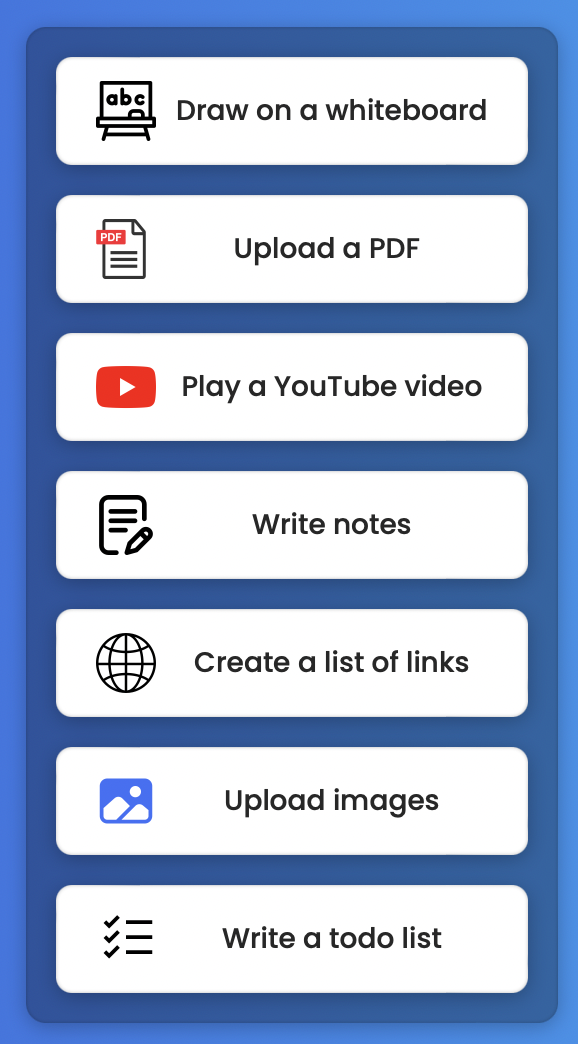 abc
Draw on a whiteboard
PDF
Upload a PDF
Play a YouTube video
Write notes
Create a list of links
Upload images
Write a todo list